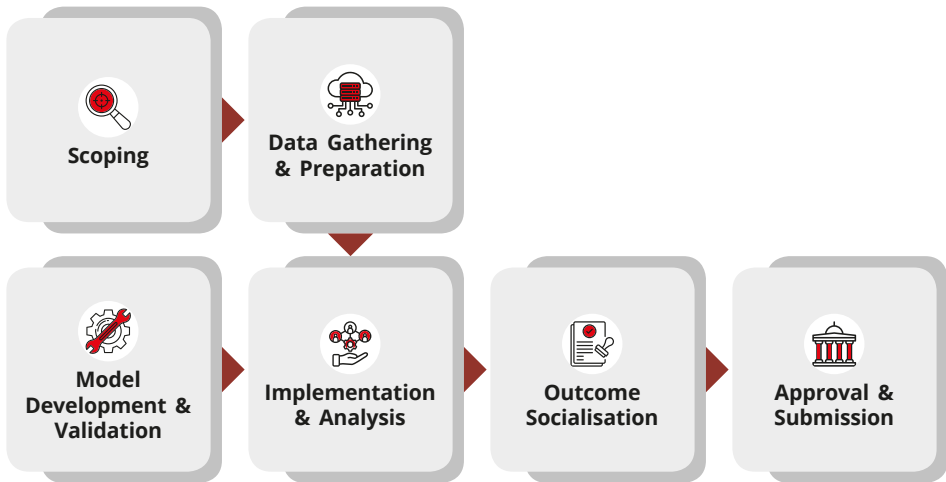 Scoping
Data Gathering
& Preparation
Model
Development &
Validation
Implementation
& Analysis
Outcome
Socialisation
Approval &
Submission